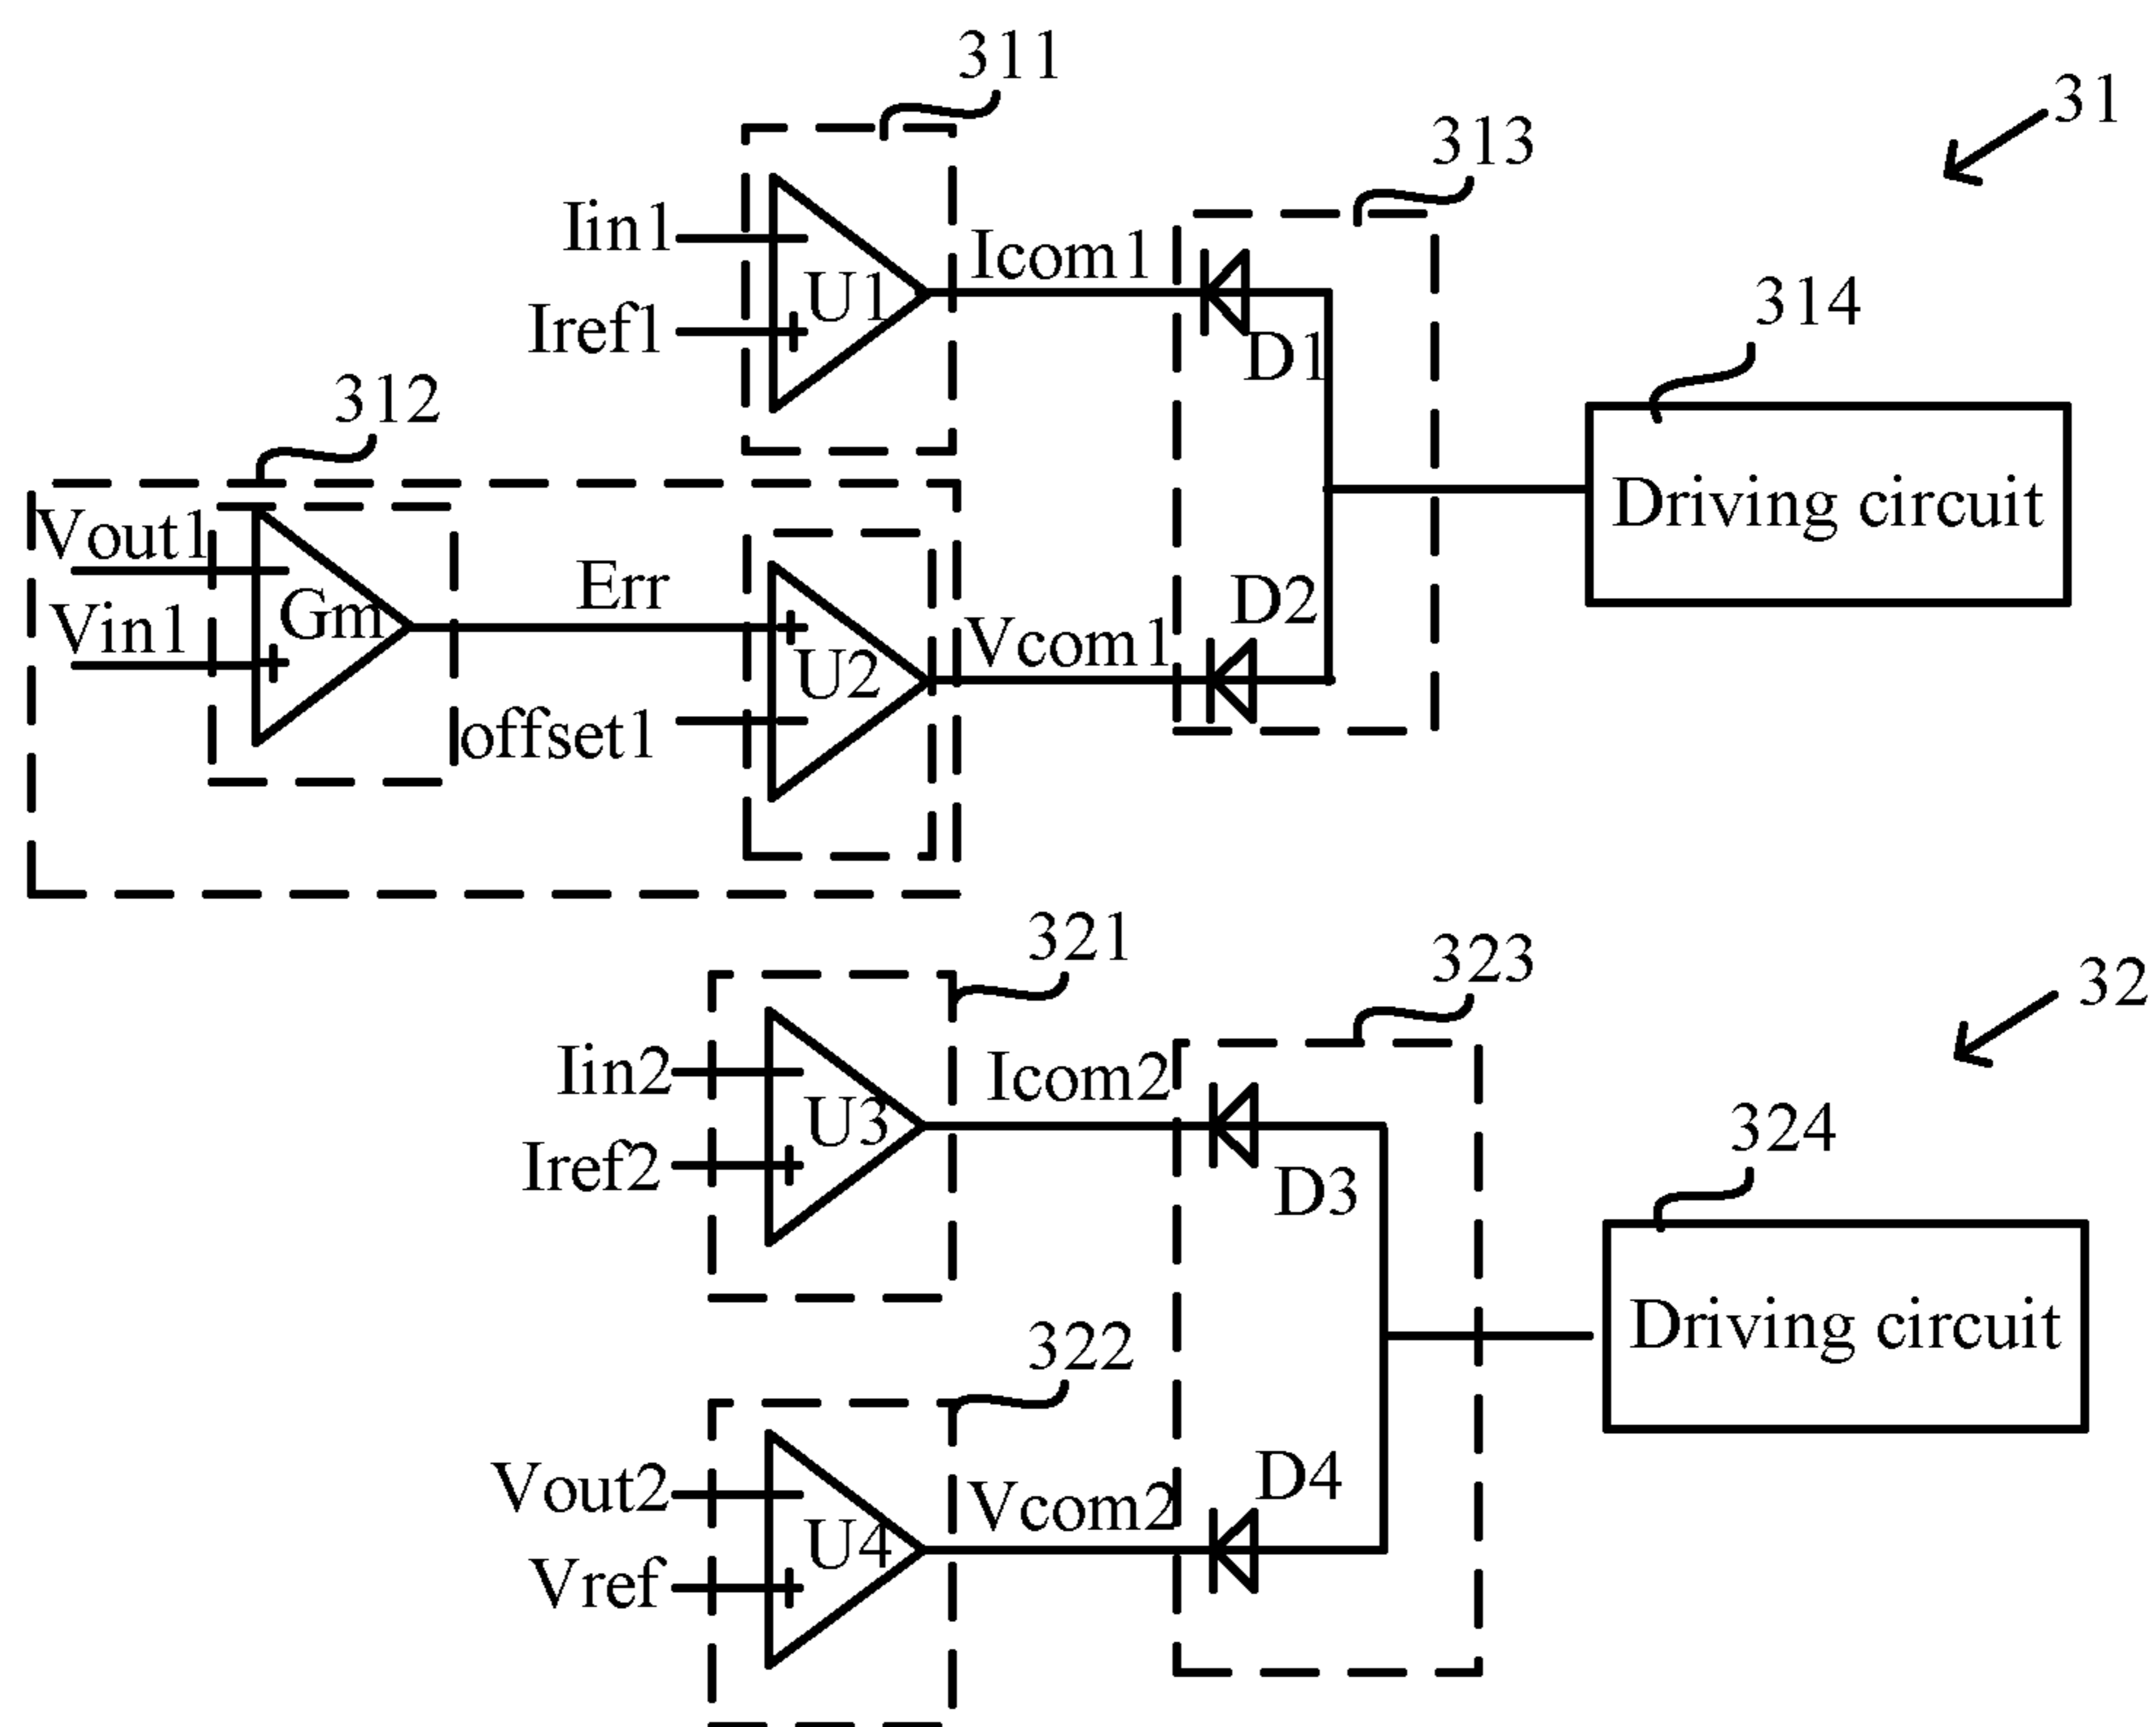 311
31
313
Iin1
Icom1
U1
Iref1
D1
314
312
Driving circuit
Vout1
Err
D2
Vin1
Gm
Vcom1
U2
offset1
321
323
32
Iin2
Icom2
U3
Iref2
D3
324
Driving circuit
322
D4
Vout2
Vcom2
U4
Vref